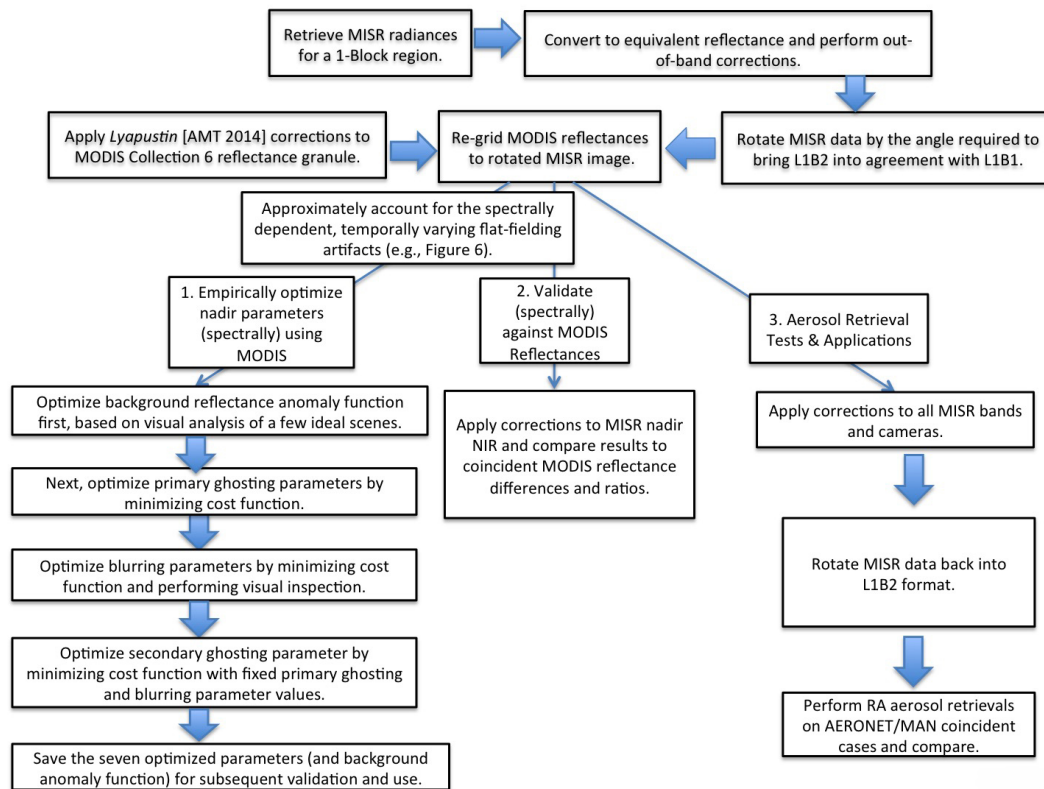 Retrieve MISR radiances
for a 1-Block region.
Convert to equivalent reflectance and perform out-
of-band corrections.
Apply Lyapustin [AMT 2014] corrections to
MODIS Collection 6 reflectance granule.
Re-grid MODIS reflectances
to rotated MISR image.
Rotate MISR data by the angle required to
bring L1B2 into agreement with L1B1.
Approximately account for the spectrally
dependent, temporally varying flat-fielding
artifacts (e.g., Figure 6).
1. Empirically optimize
nadir parameters
(spectrally) using
MODIS
2. Validate
(spectrally)
against MODIS
Reflectances
3. Aerosol Retrieval
Tests & Applications
Optimize background reflectance anomaly function
first, based on visual analysis of a few ideal scenes.
Next, optimize primary ghosting parameters by
minimizing cost function.
Optimize blurring parameters by minimizing cost
function and performing visual inspection.
Optimize secondary ghosting parameter by
minimizing cost function with fixed primary ghosting
and blurring parameter values.
Save the seven optimized parameters (and background
anomaly function) for subsequent validation and use.
Apply corrections to MISR nadir
NIR and compare results to
coincident MODIS reflectance
differences and ratios.
Apply corrections to all MISR bands
and cameras.
Rotate MISR data back into
L1B2 format.
Perform RA aerosol retrievals
on AERONET/MAN coincident
cases and compare.